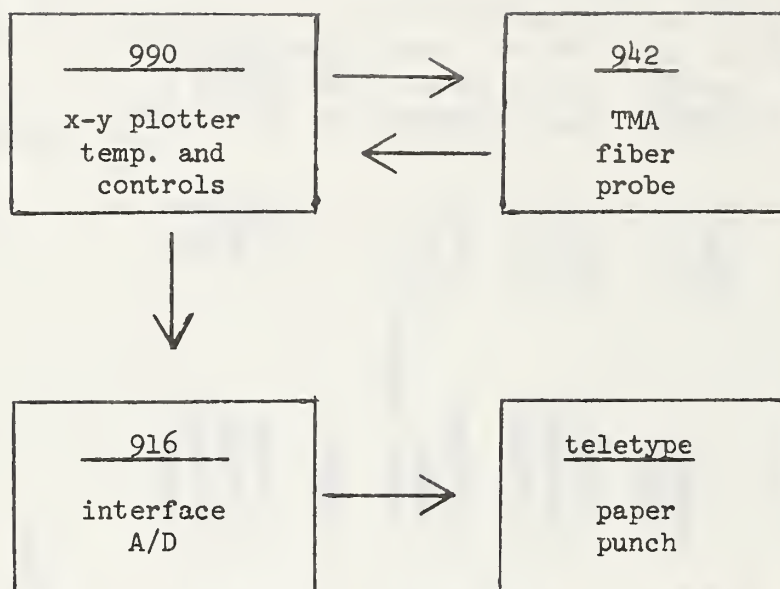 990
x-y plotter
temp. and
controls
942
TMA
fiber
probe
916
interface
A/D
teletype
paper
punch